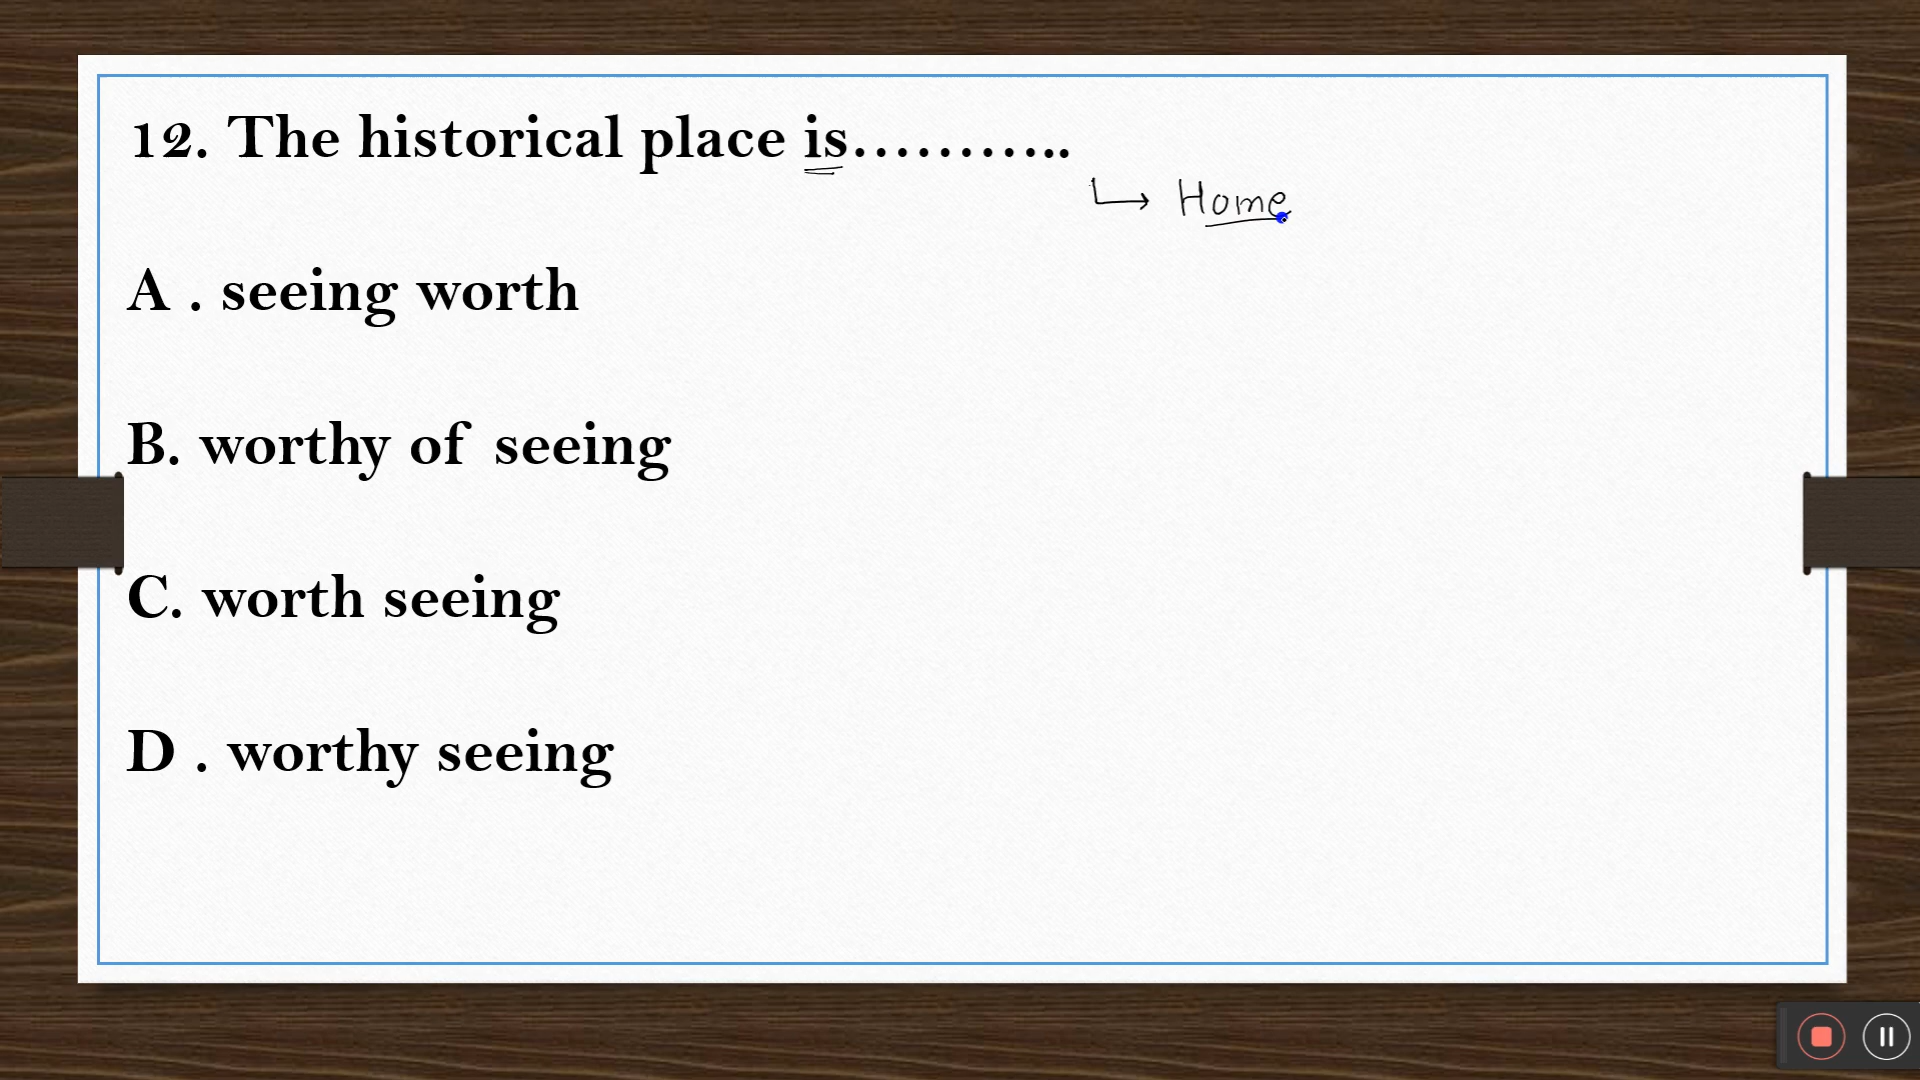 12. The historical place is………..
Home
A . seeing worth
B. worthy of seeing
C. worth seeing
D . worthy seeing